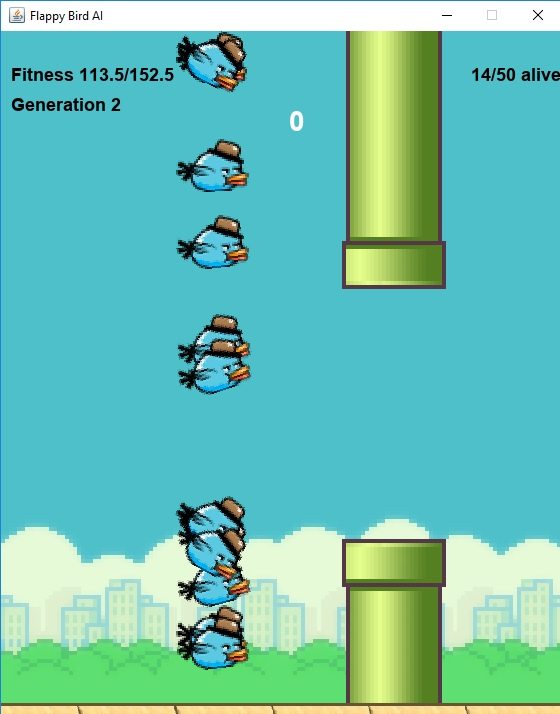 Flappy Bird AI
Fitness 113.5/152.5
14/50 alive
Generation 2
0